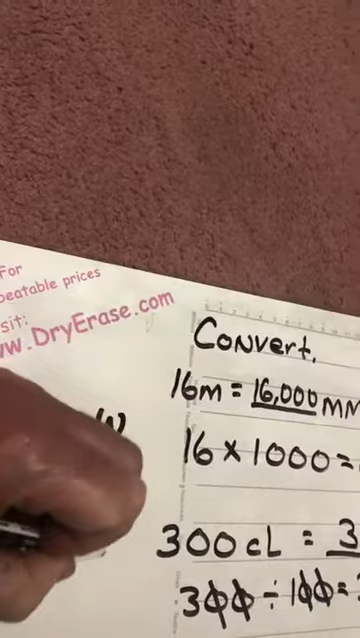 For
beatable prices
sit:
ww.DryErase.com
Convert.
16m = 16,000 mm
16 x 1000 =
300 cL = 3
300 ÷ 100 =